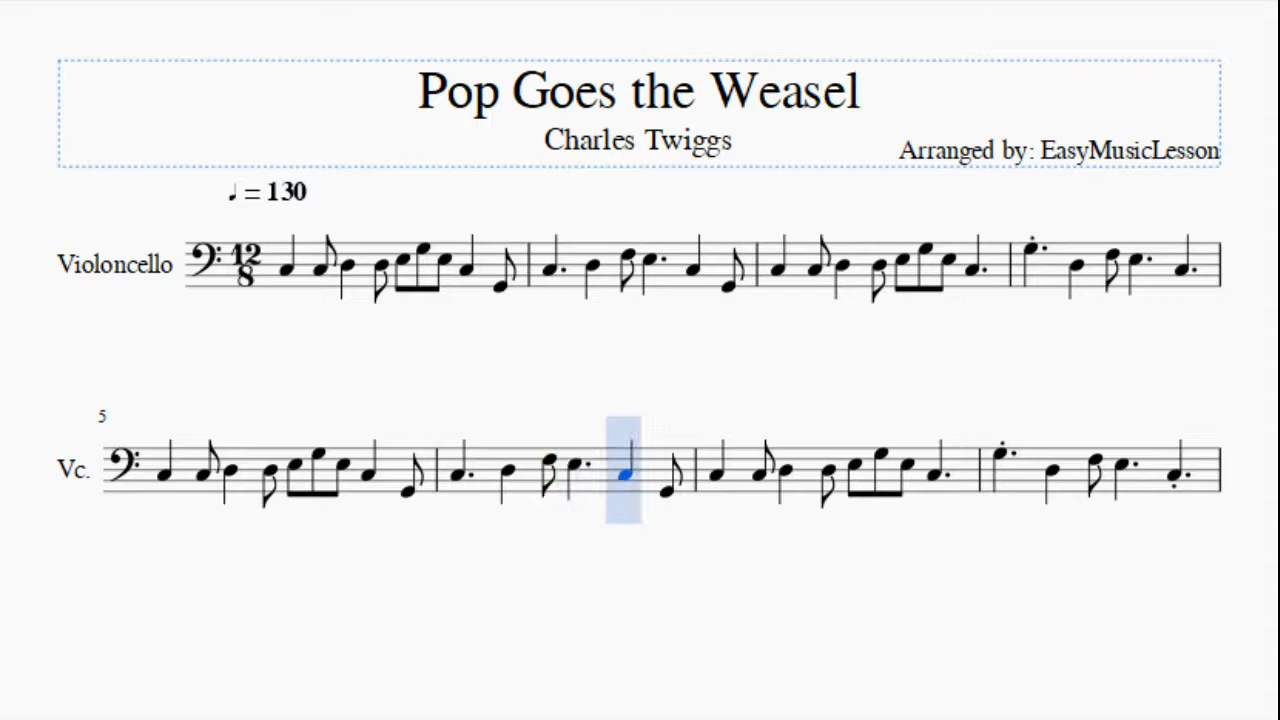 Pop Goes the Weasel
Charles Twiggs
Arranged by: EasyMusicLesson
♩ = 130
Violoncello
12
8
5
Vc.